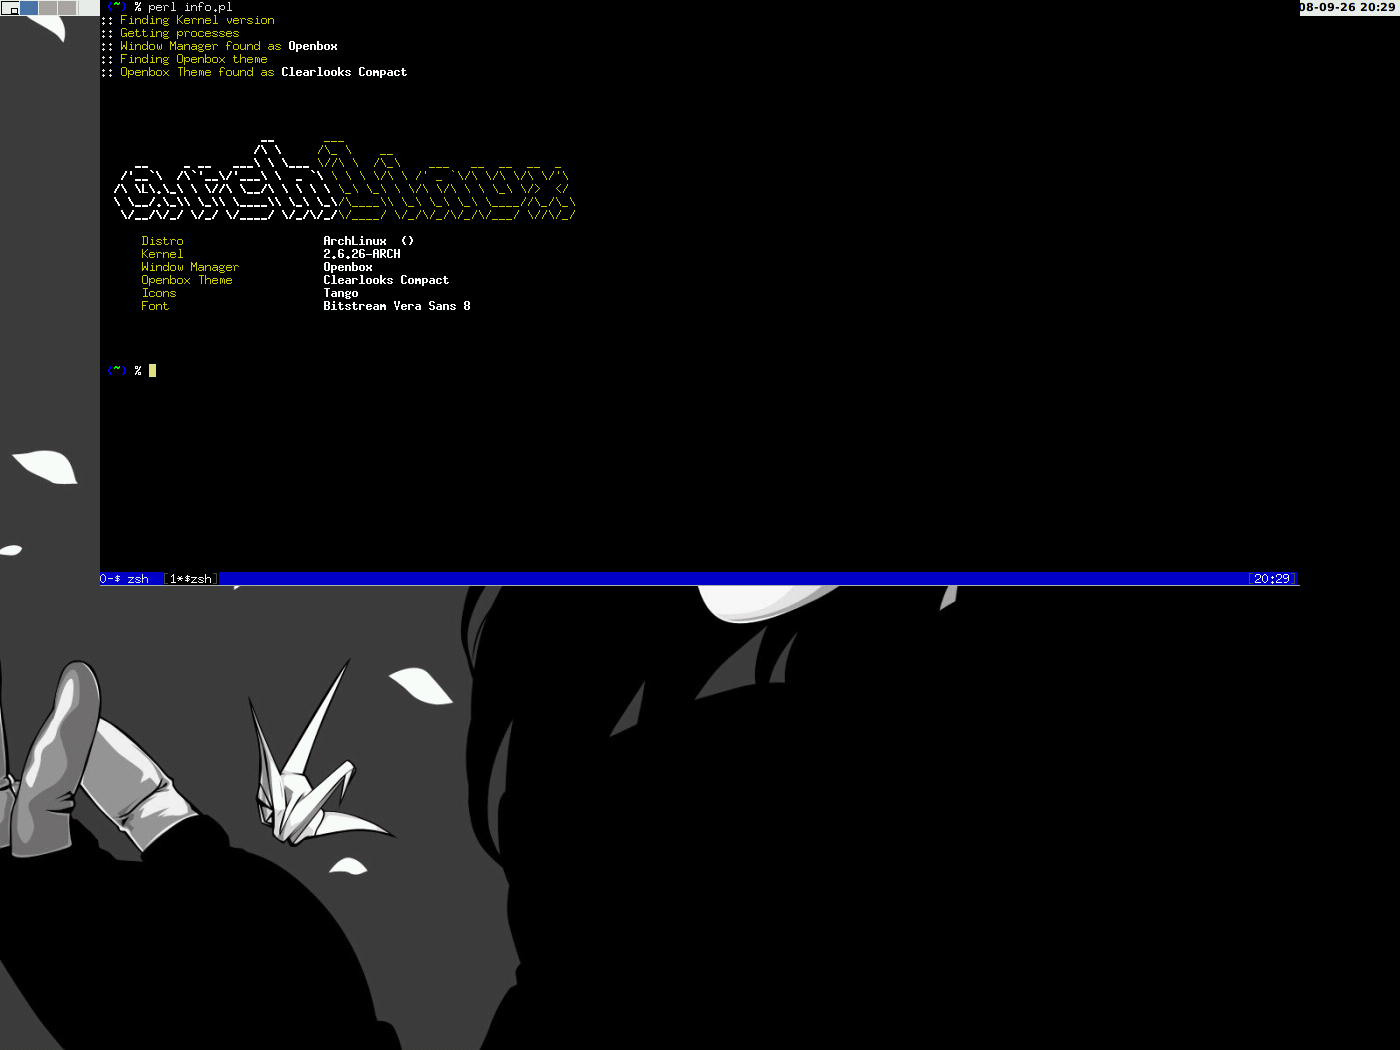 (~) % perl info.pl
08-09-26 20:29
:: Finding Kernel version
:: Getting processes
:: Window Manager found as Openbox
:: Finding Openbox theme
:: Openbox Theme found as Clearlooks Compact
arch linux
Distro ArchLinux ()
Kernel 2.6.26-ARCH
Window Manager Openbox
Openbox Theme Clearlooks Compact
Icons Tango
Font Bitstream Vera Sans 8
(~) %
0-$ zsh [1*$zsh] [20:29]